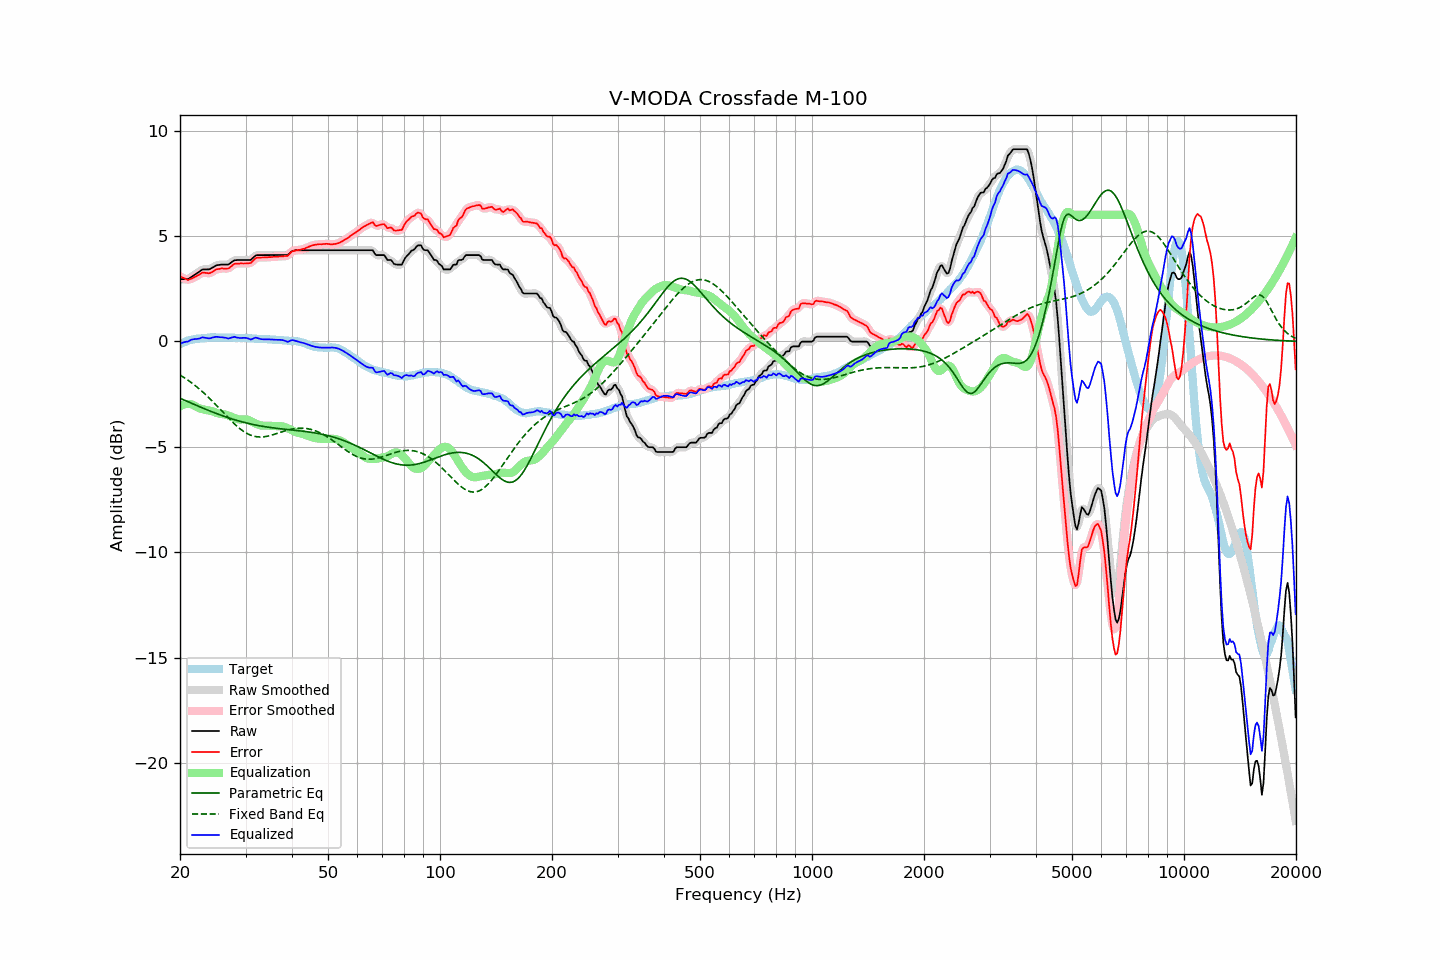 V-MODA Crossfade M-100
10
5
0
−5
−10
−15
−20
Amplitude (dBr)
Target
Raw Smoothed
Error Smoothed
Raw
Error
Equalization
Parametric Eq
Fixed Band Eq
Equalized
20 50 100 200 500 1000 2000 5000 10000 20000
Frequency (Hz)